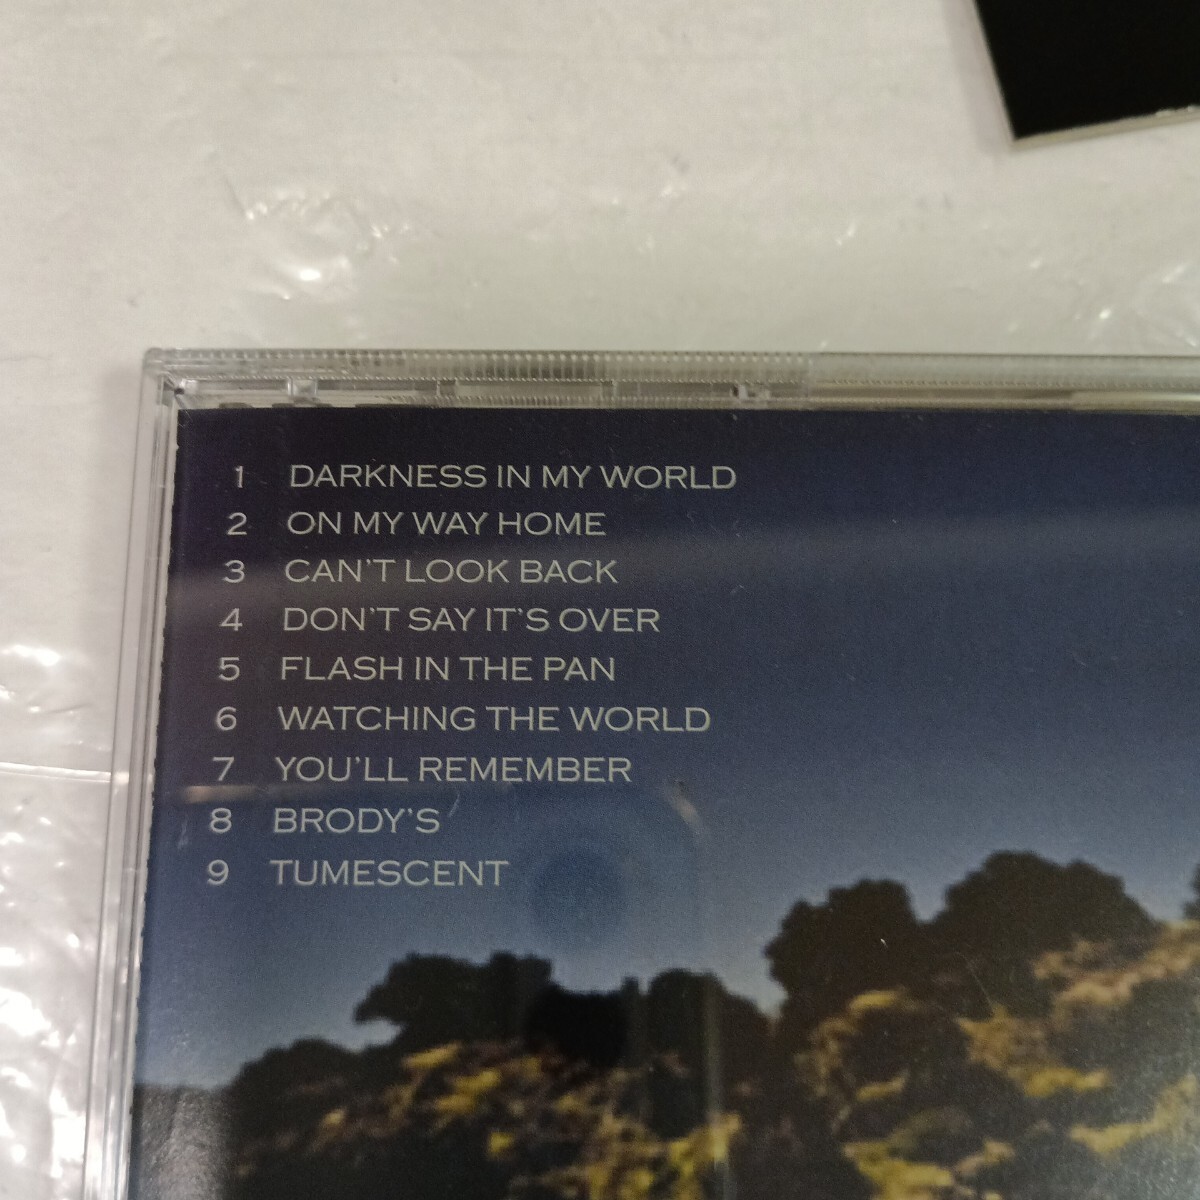 1 DARKNESS IN MY WORLD
2 ON MY WAY HOME
3 CAN'T LOOK BACK
4 DON'T SAY IT'S OVER
5 FLASH IN THE PAN
6 WATCHING THE WORLD
7 YOU'LL REMEMBER
8 BRODY'S
9 TUMESCENT